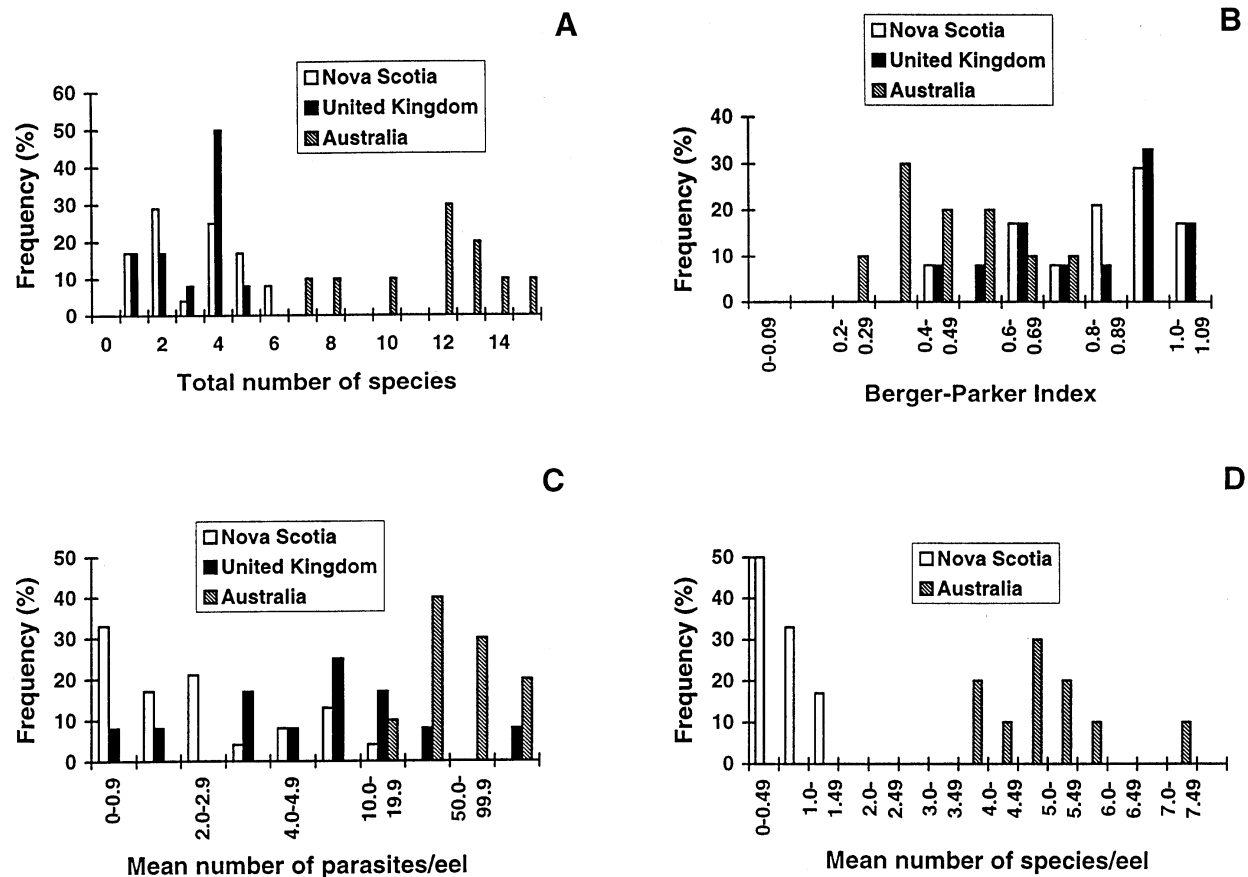 A
Nova Scotia
United Kingdom
Australia
Frequency (%)
60
50
40
30
20
10
0
0 2 4 6 8 10 12 14
Total number of species
B
Nova Scotia
United Kingdom
Australia
Frequency (%)
40
30
20
10
0
0-0.09
0.2-
0.29
0.4-
0.49
0.6-
0.69
0.8-
0.89
1.0-
1.09
Berger-Parker Index
C
Nova Scotia
United Kingdom
Australia
Frequency (%)
50
40
30
20
10
0
0-0.9
2.0-2.9
4.0-4.9
10.0-
19.9
50.0-
99.9
Mean number of parasites/eel
D
Nova Scotia
Australia
Frequency (%)
50
40
30
20
10
0
0-0.49
1.0-
1.49
2.0-
2.49
3.0-
3.49
4.0-
4.49
5.0-
5.49
6.0-
6.49
7.0-
7.49
Mean number of species/eel